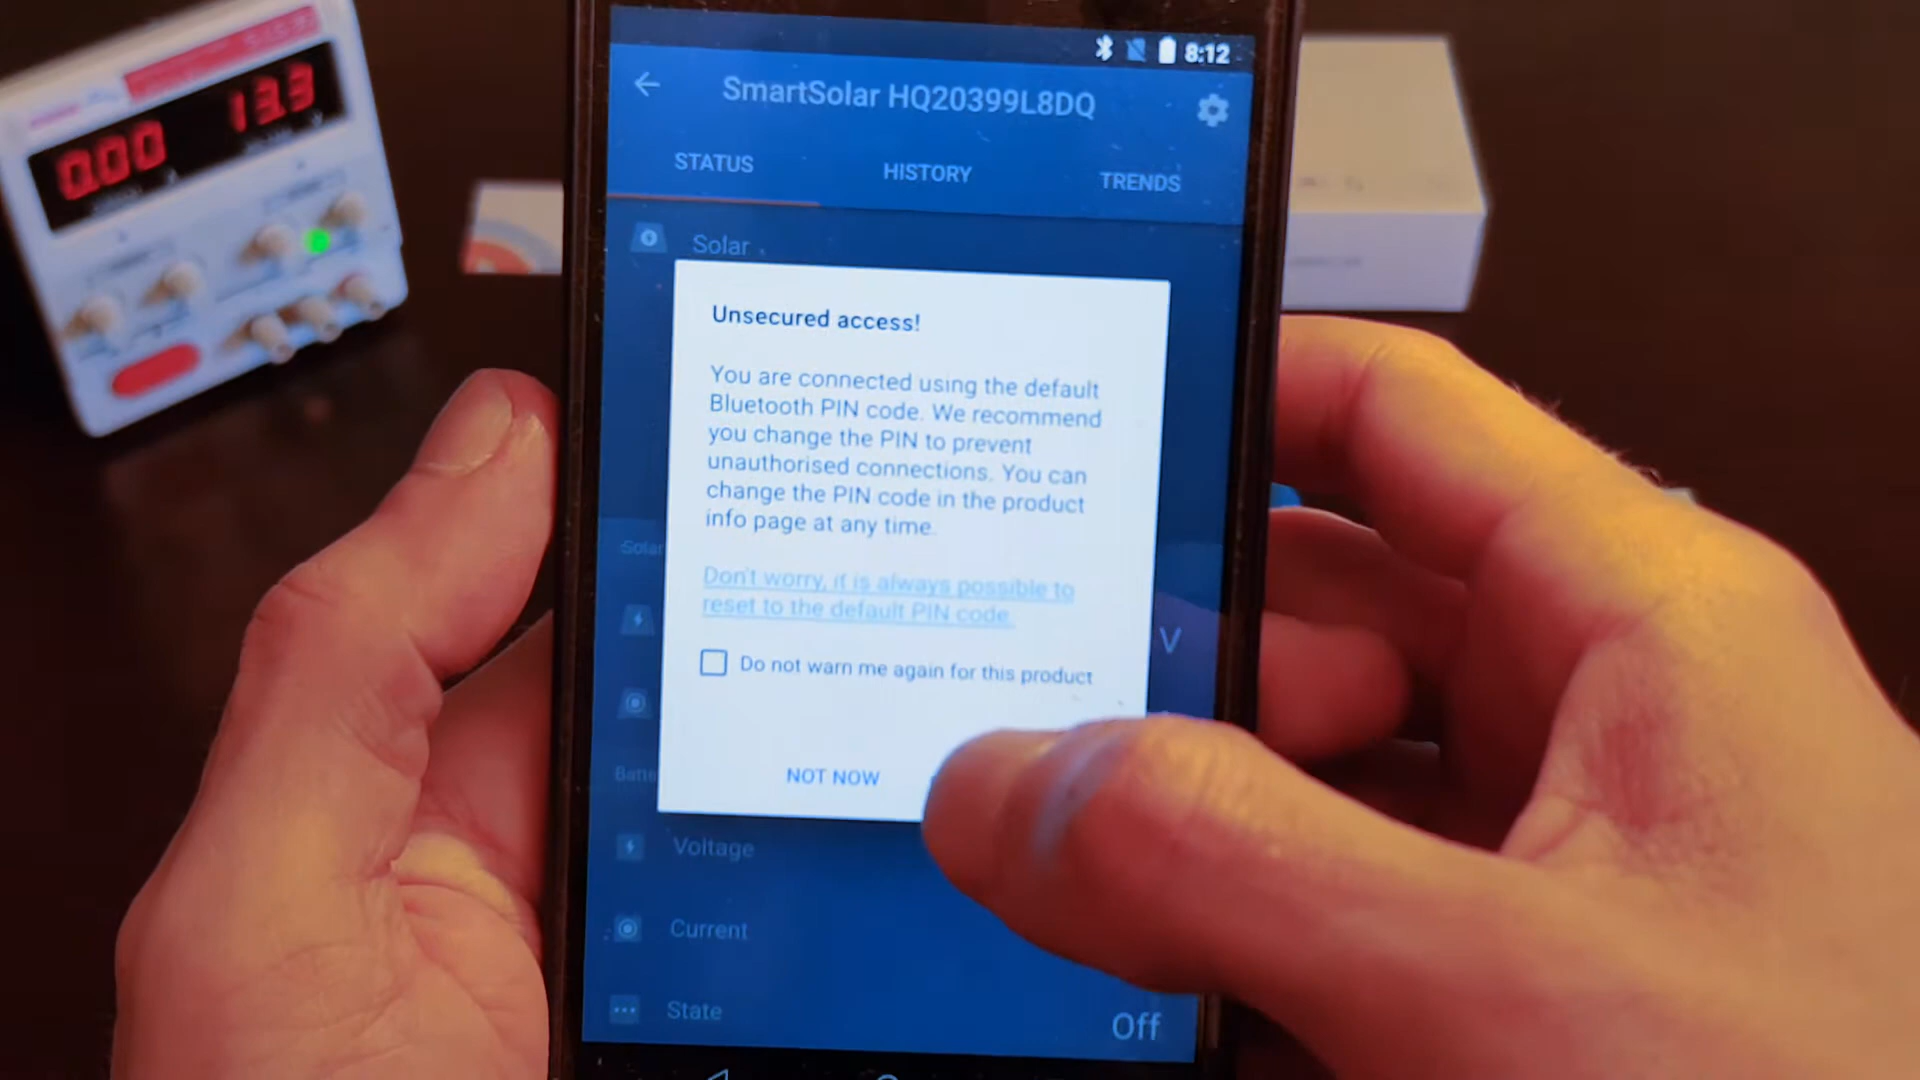 0.00 13.3
8:12
SmartSolar HQ20399L8DQ
STATUS HISTORY TRENDS
Solar
Unsecured access!
You are connected using the default
Bluetooth PIN code. We recommend
you change the PIN to prevent
unauthorised connections. You can
change the PIN code in the product
info page at any time.
Don't worry, it is always possible to
reset to the default PIN code.
Do not warn me again for this product
NOT NOW
Solar
V
Batte
Voltage
Current
State Off